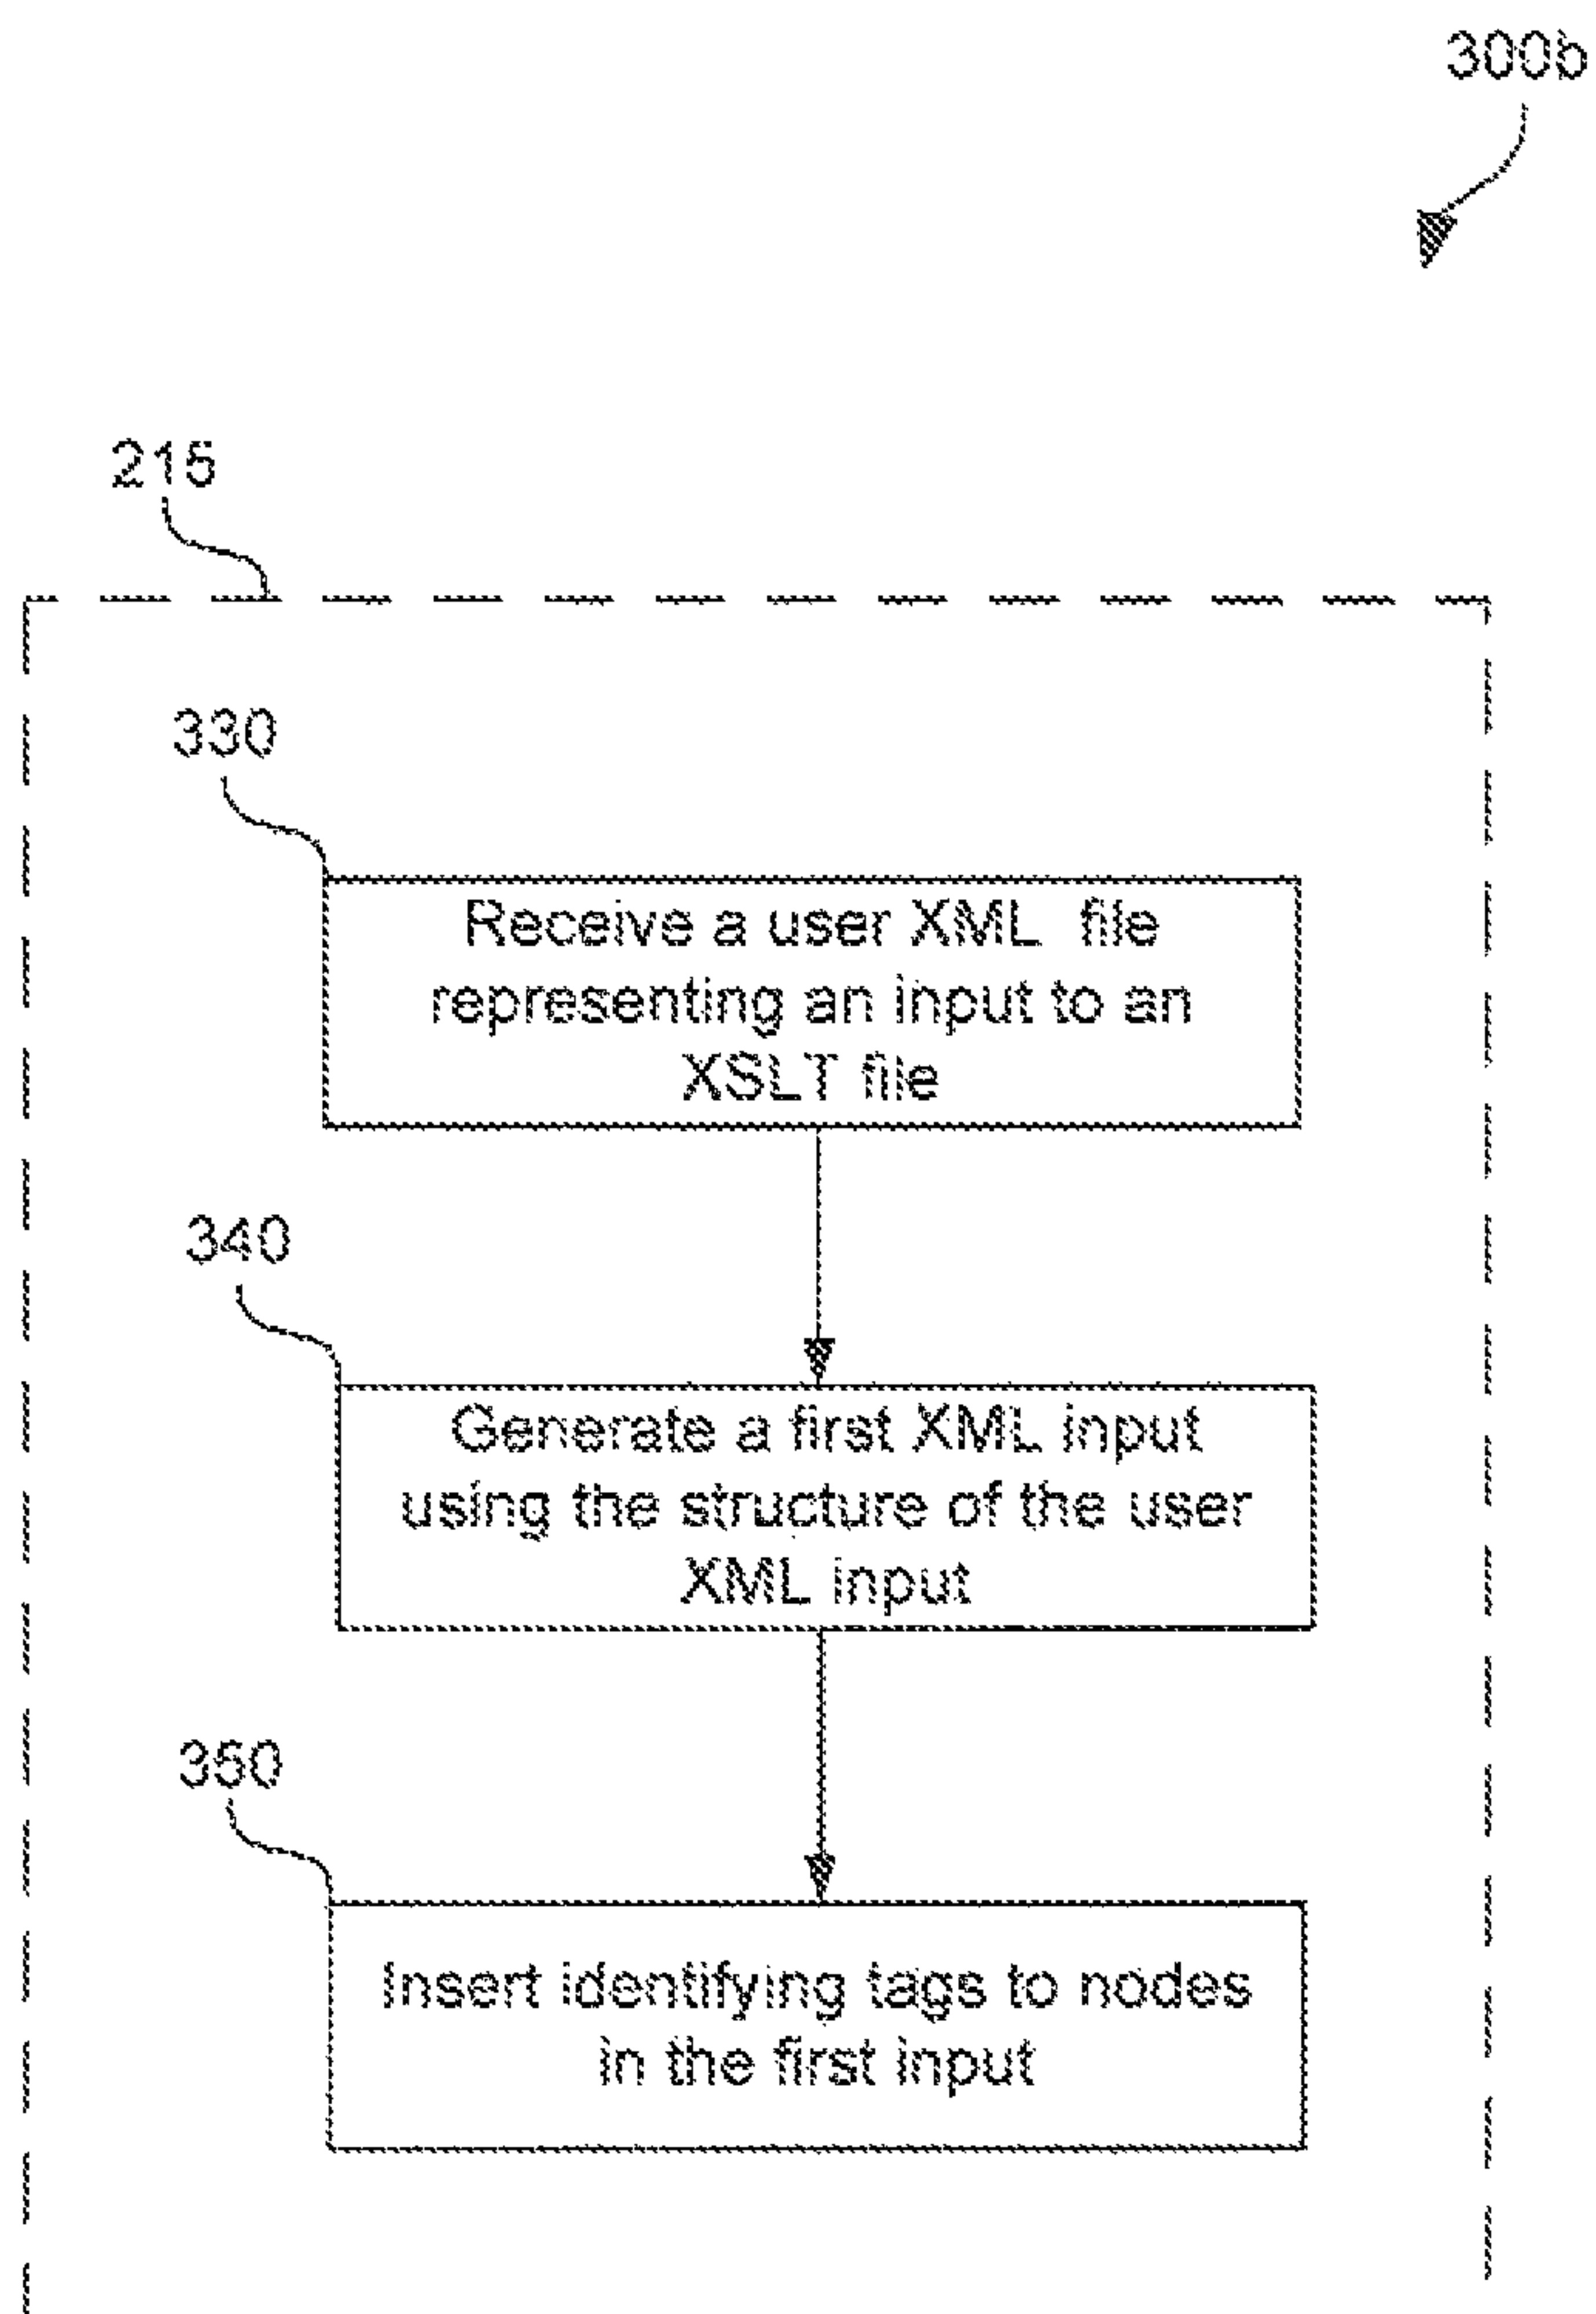 300b
215
330
Receive a user XML file
representing an input to an
XSLT file
340
Generate a first XML input
using the structure of the user
XML input
350
Insert identifying tags to nodes
in the first input